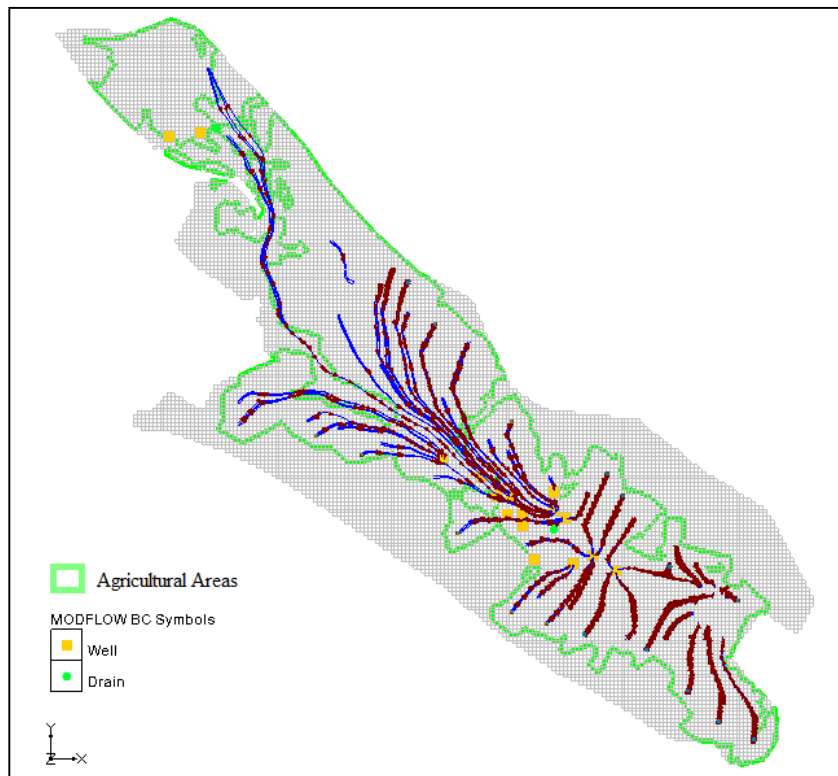 Agricultural Areas
MODFLOW BC Symbols
Well
Drain
Y
Z X